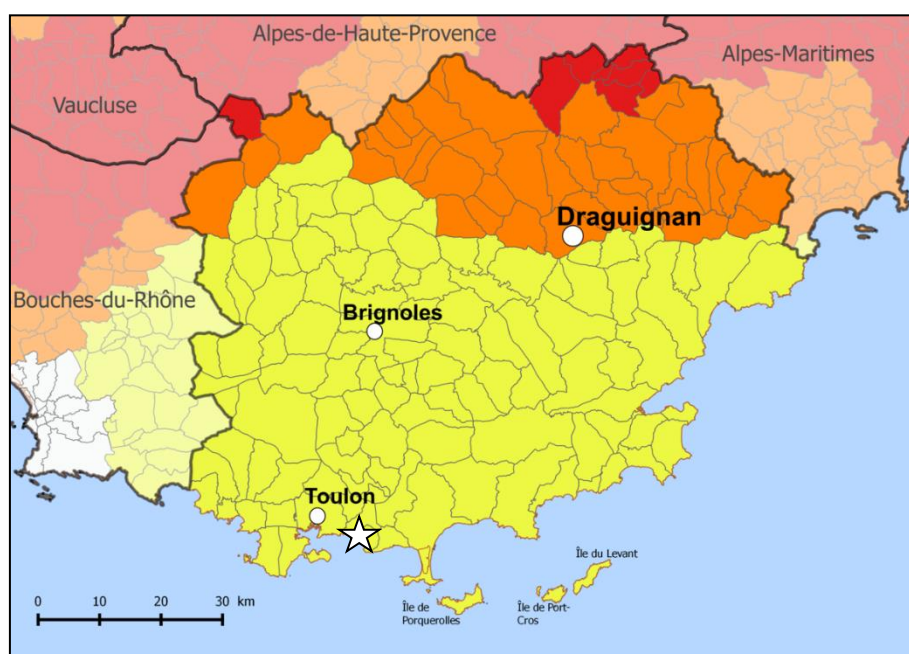 Alpes-de-Haute-Provence
Alpes-Maritimes
Vaucluse
Draguignan
Bouches-du-Rhône
Brignoles
Toulon
Île du Levant
0 10 20 30 km
Île de
Porquerolles
Île de Port-
Cros